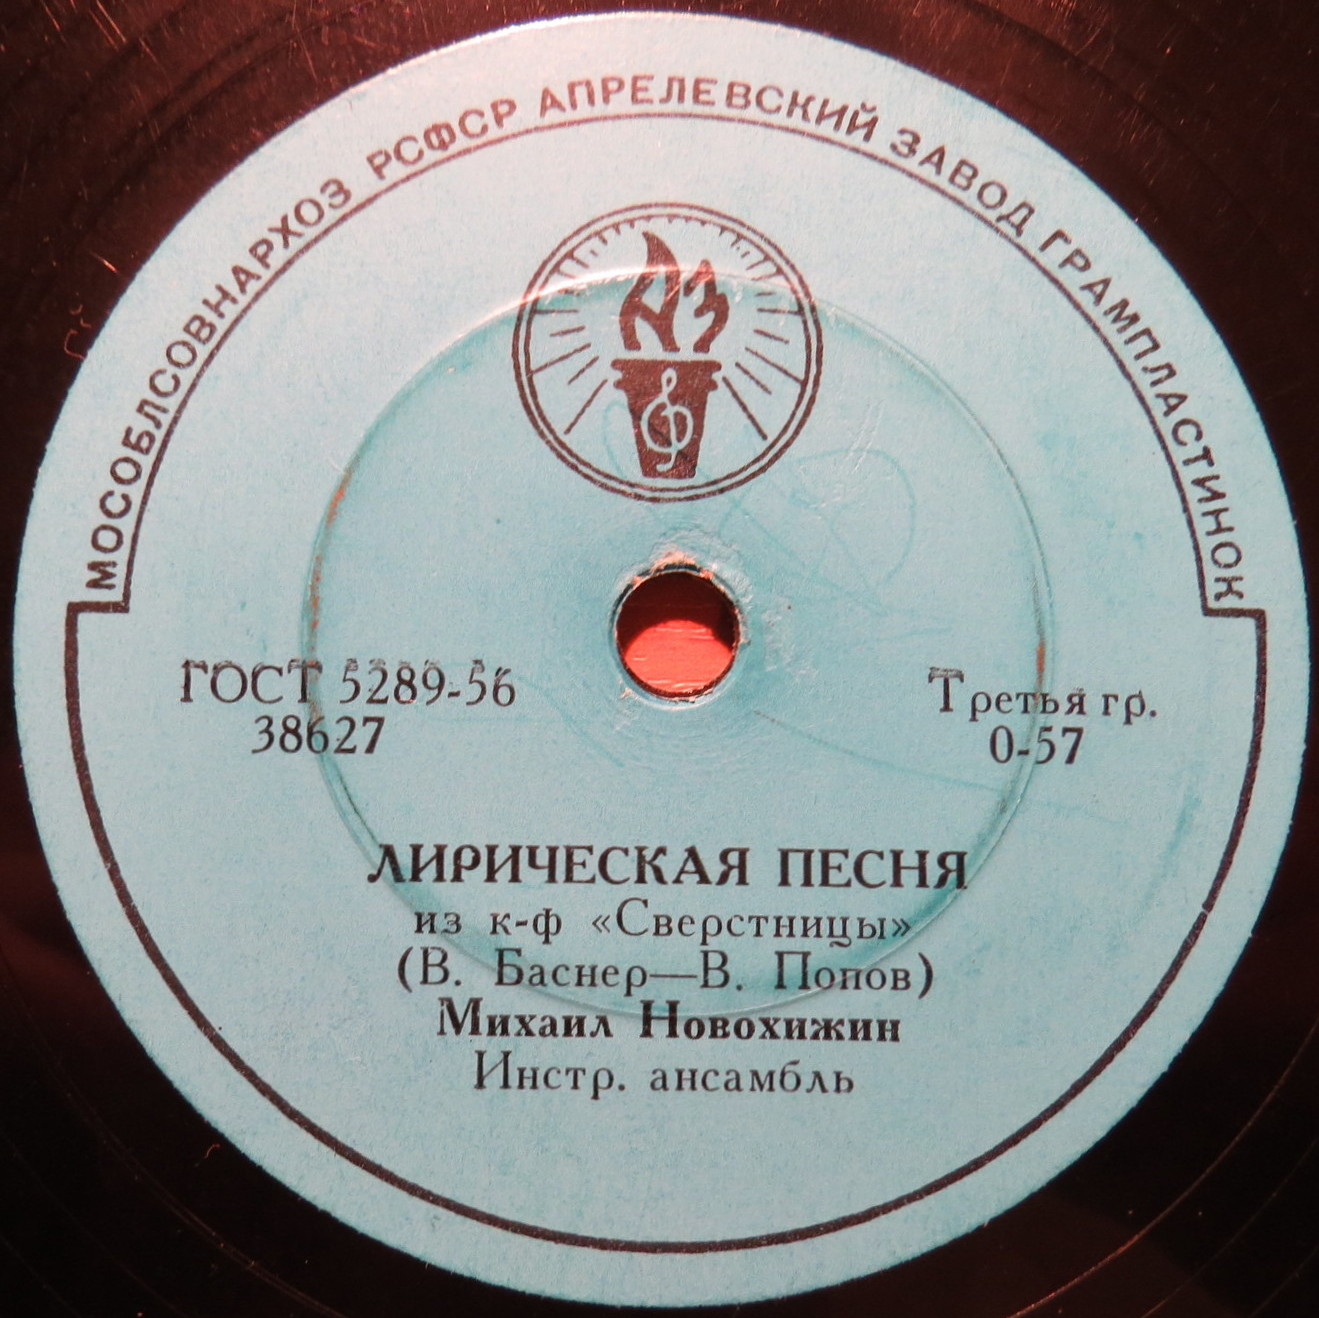 МОСОБЛСОВНАРХОЗ РСФСР АПРЕЛЕВСКИЙ ЗАВОД ГРАМПЛАСТИНОК
АЗ
ГОСТ 5289-56
38627
Третья гр.
0-57
ЛИРИЧЕСКАЯ ПЕСНЯ
из к-ф «Сверстницы»
(В. Баснер—В. Попов)
Михаил Новохижин
Инстр. ансамбль